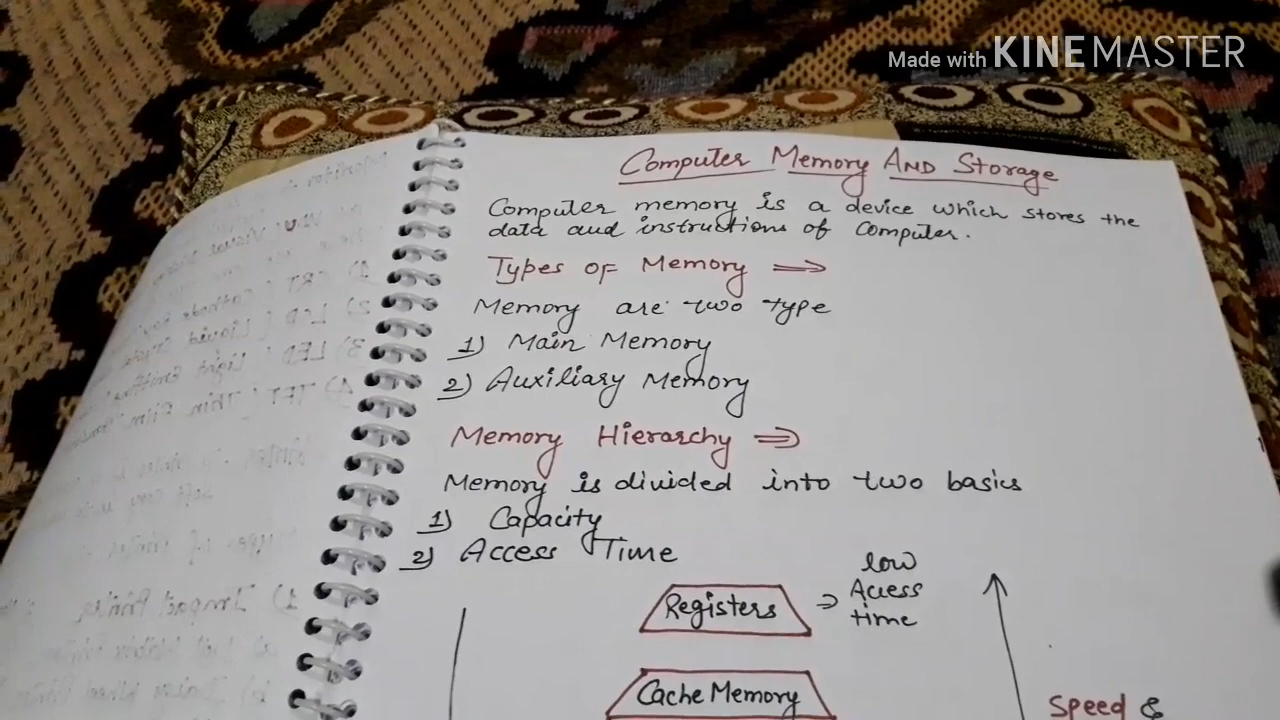 Made with KINEMASTER
Computer Memory AND Storage
Computer memory is a device which stores the
data and instructions of Computer.
Types of Memory ⇒
Memory are two type
1) Main Memory
2) Auxiliary Memory
Memory Hierarchy ⇒
Memory is divided into two basics
1) Capacity
2) Access Time
Registers ⇒ low
Access
time
Cache Memory
Speed &